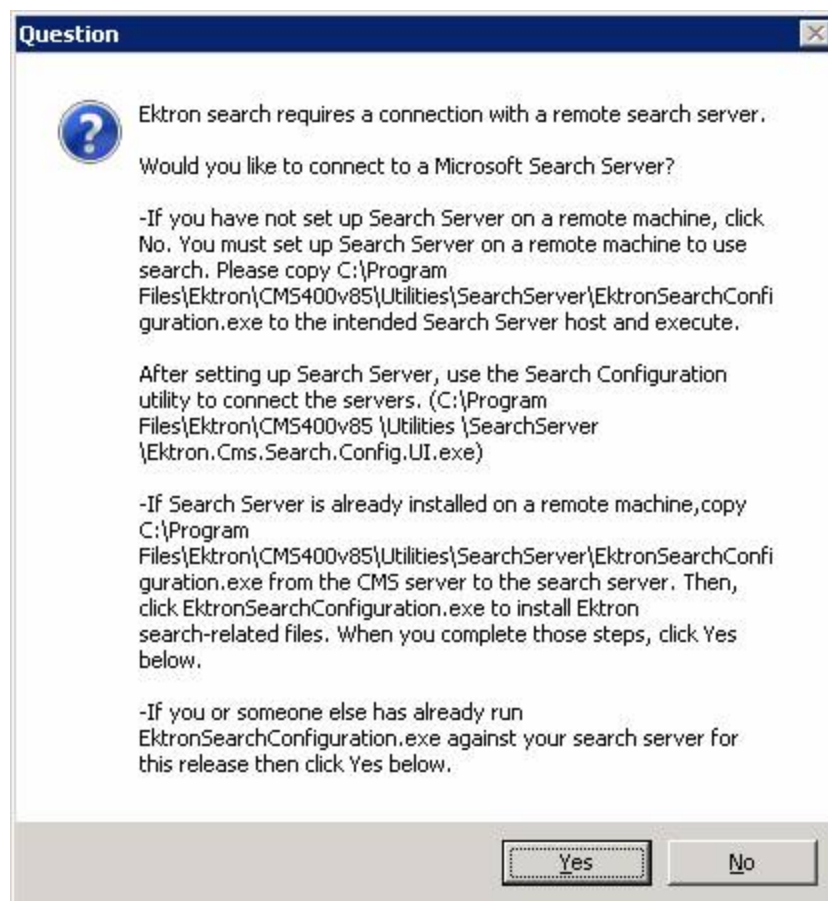 Question
Ektron search requires a connection with a remote search server.
Would you like to connect to a Microsoft Search Server?
-If you have not set up Search Server on a remote machine, click
No. You must set up Search Server on a remote machine to use
search. Please copy C:\Program
Files\Ektron\CMS400v85\Utilities\SearchServer\EktronSearchConfi
guration.exe to the intended Search Server host and execute.
After setting up Search Server, use the Search Configuration
utility to connect the servers. (C:\Program
Files\Ektron\CMS400v85 \Utilities \SearchServer
\Ektron.Cms.Search.Config.UI.exe)
-If Search Server is already installed on a remote machine,copy
C:\Program
Files\Ektron\CMS400v85\Utilities\SearchServer\EktronSearchConfi
guration.exe from the CMS server to the search server. Then,
click EktronSearchConfiguration.exe to install Ektron
search-related files. When you complete those steps, click Yes
below.
-If you or someone else has already run
EktronSearchConfiguration.exe against your search server for
this release then click Yes below.
Yes No